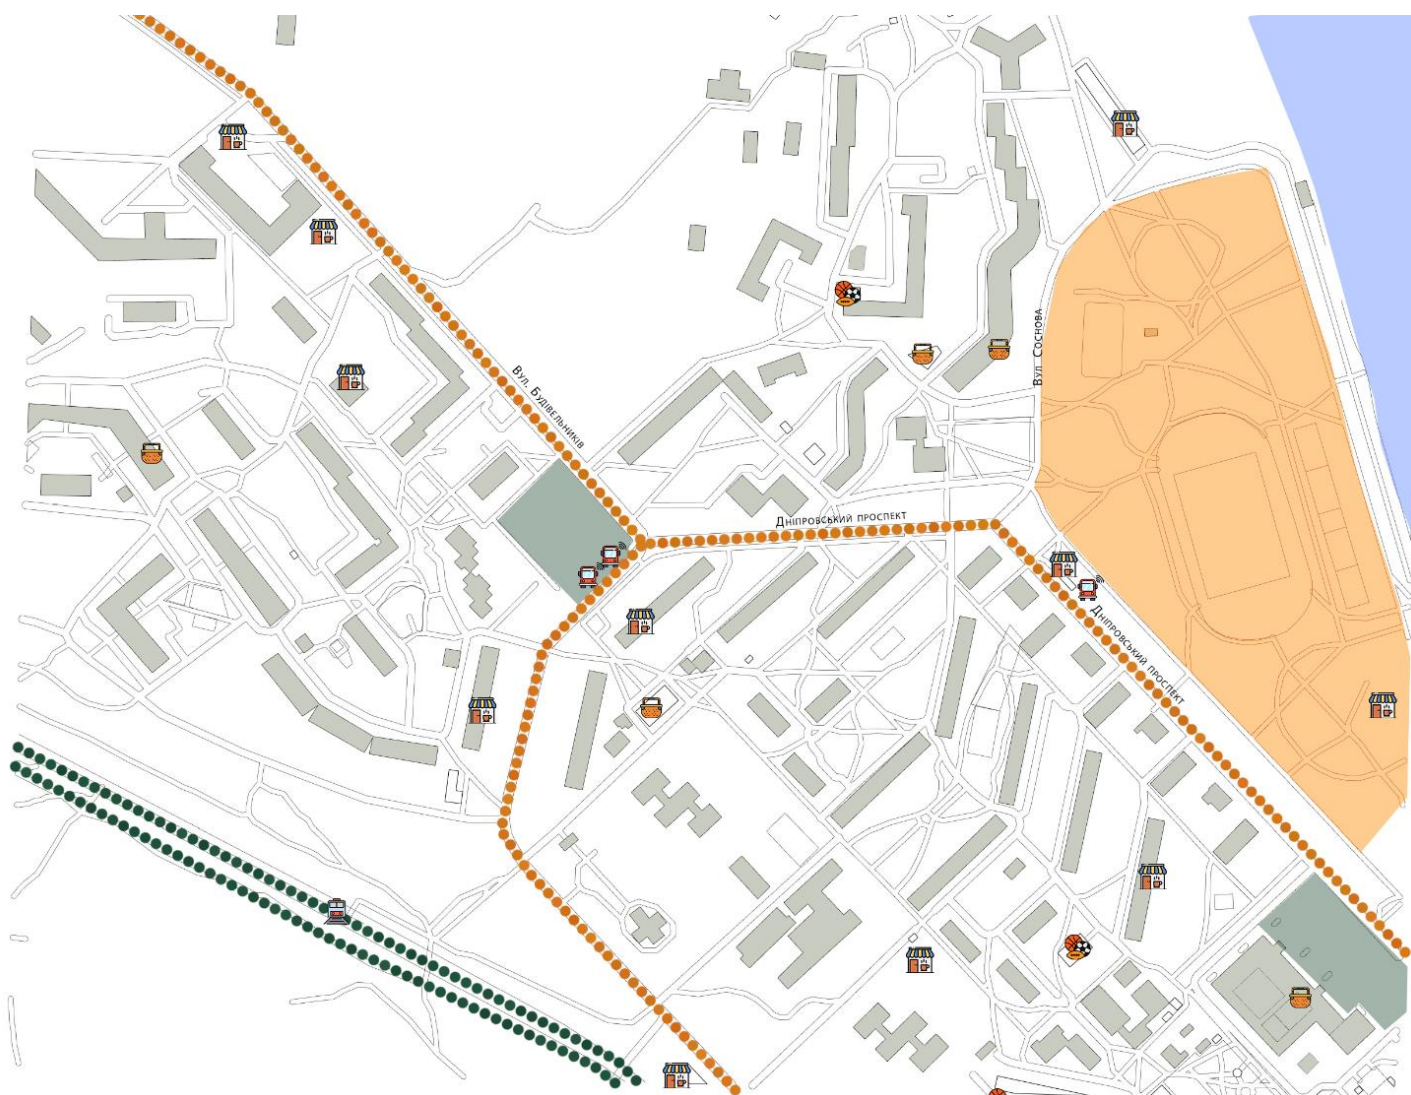 Вул. Соснова
Вул. Будівельників
Дніпровський проспект
Дніпровський проспект